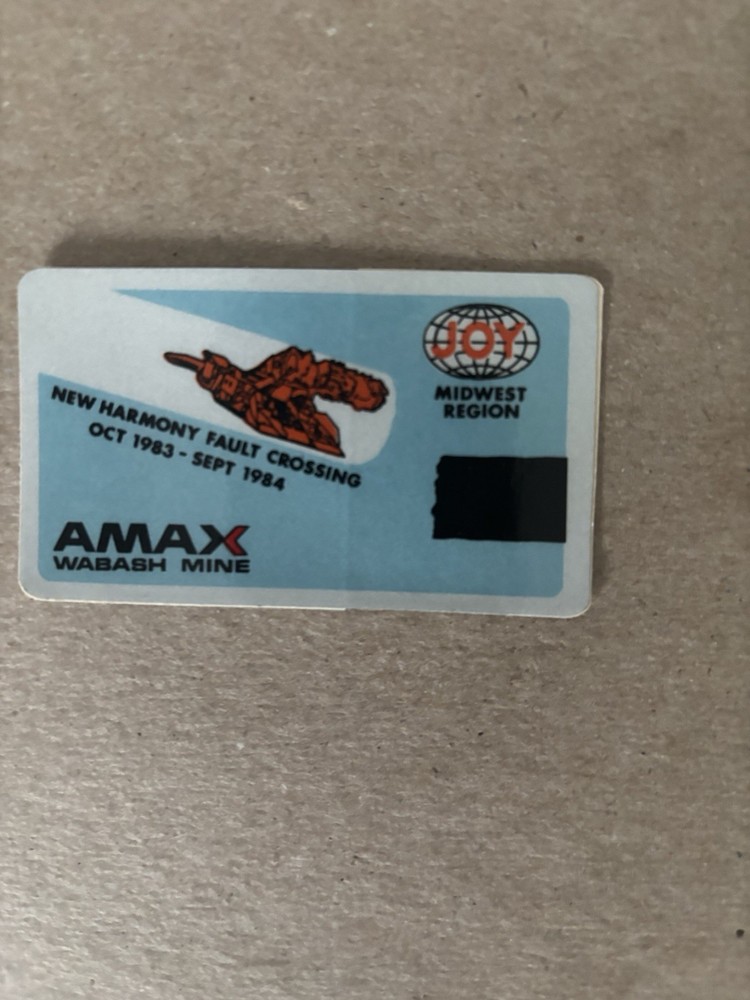 JOY
MIDWEST
REGION
NEW HARMONY FAULT CROSSING
OCT 1983 - SEPT 1984
AMAX
WABASH MINE